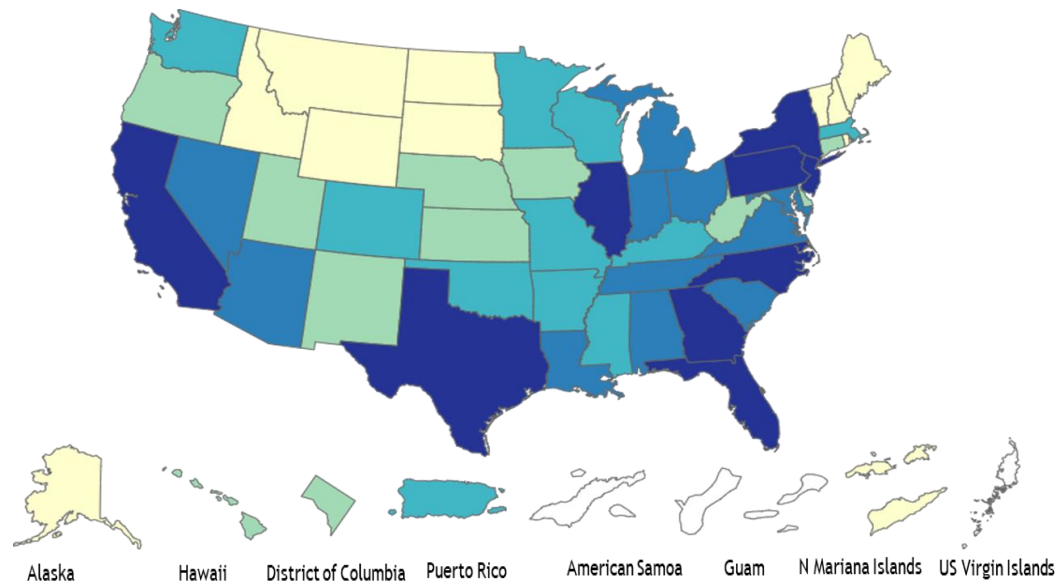 Alaska
Hawaii
District of Columbia
Puerto Rico
American Samoa
Guam
N Mariana Islands
US Virgin Islands